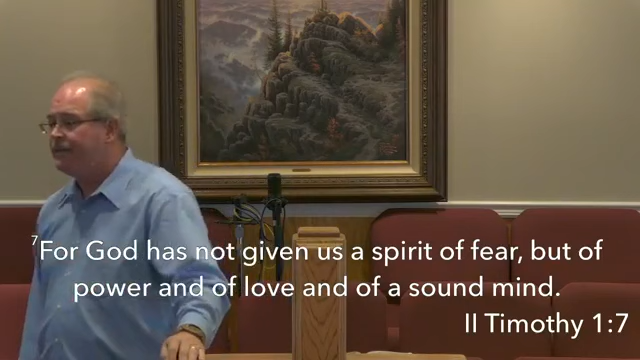 ⁷For God has not given us a spirit of fear, but of
power and of love and of a sound mind.
II Timothy 1:7